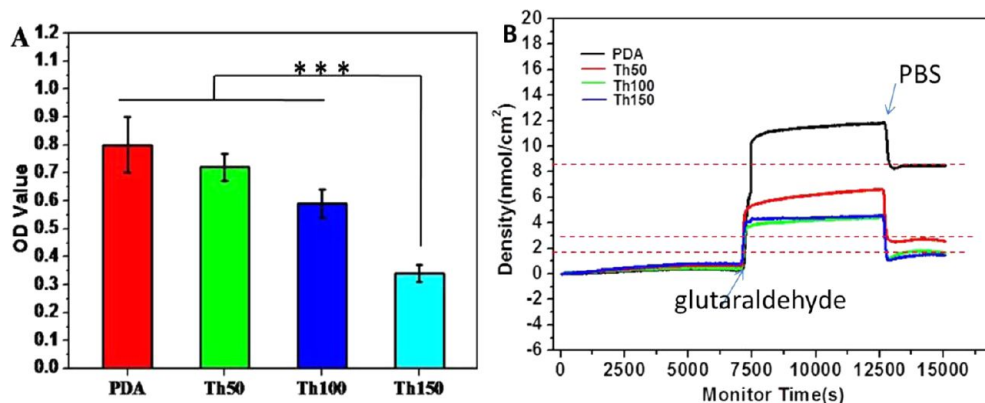 A
OD Value
1.2
1.1
1.0
0.9
0.8
0.7
0.6
0.5
0.4
0.3
0.2
0.1
0.0
***
PDA Th50 Th100 Th150
B
Density(nmol/cm²)
20
18
16
14
12
10
8
6
4
2
0
-2
-4
-6
PDA
Th50
Th100
Th150
PBS
glutaraldehyde
0 2500 5000 7500 10000 12500 15000
Monitor Time(s)